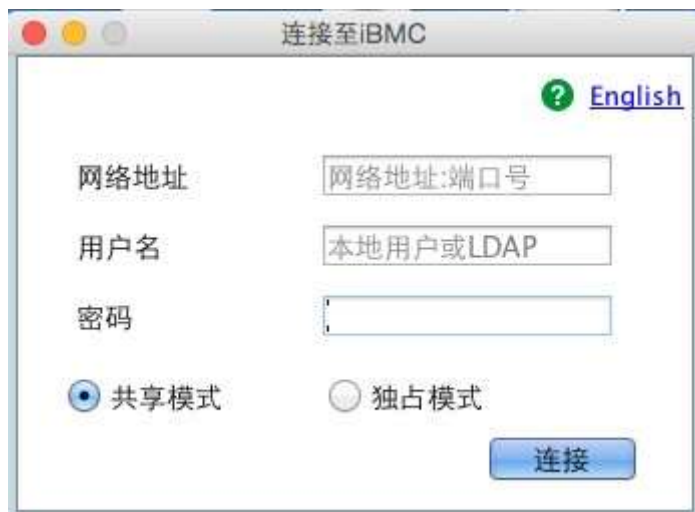 连接至iBMC
? English
网络地址 网络地址:端口号
用户名 本地用户或LDAP
密码
共享模式 独占模式
连接